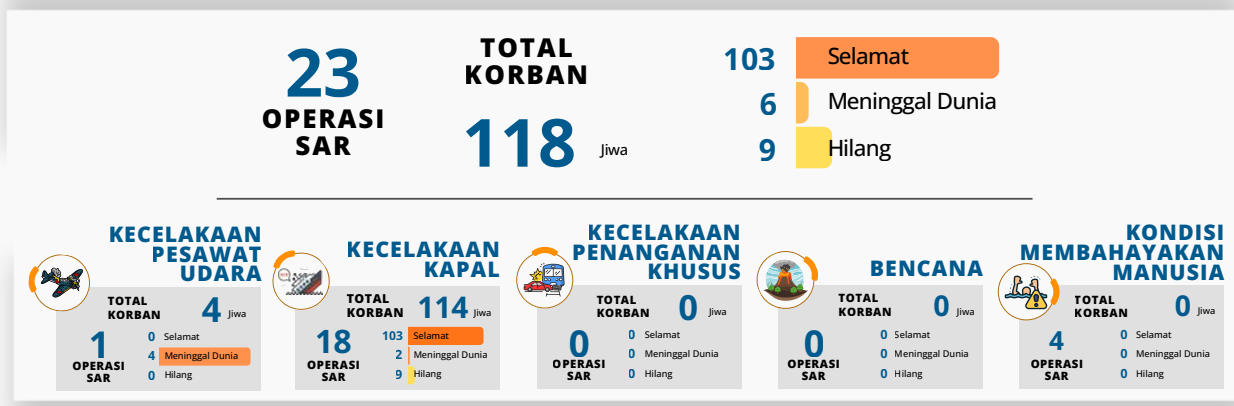 23
OPERASI
SAR
TOTAL
KORBAN
118 Jiwa
103 Selamat
6 Meninggal Dunia
9 Hilang
KECELAKAAN
PESAWAT
UDARA
TOTAL
KORBAN
4 Jiwa
1
OPERASI
SAR
0 Selamat
4 Meninggal Dunia
0 Hilang
KECELAKAAN
KAPAL
TOTAL
KORBAN
114 Jiwa
18
OPERASI
SAR
103 Selamat
2 Meninggal Dunia
9 Hilang
KECELAKAAN
PENANGANAN
KHUSUS
TOTAL
KORBAN
0 Jiwa
0
OPERASI
SAR
0 Selamat
0 Meninggal Dunia
0 Hilang
BENCANA
TOTAL
KORBAN
0 Jiwa
0
OPERASI
SAR
0 Selamat
0 Meninggal Dunia
0 Hilang
KONDISI
MEMBAHAYAKAN
MANUSIA
TOTAL
KORBAN
0 Jiwa
4
OPERASI
SAR
0 Selamat
0 Meninggal Dunia
0 Hilang